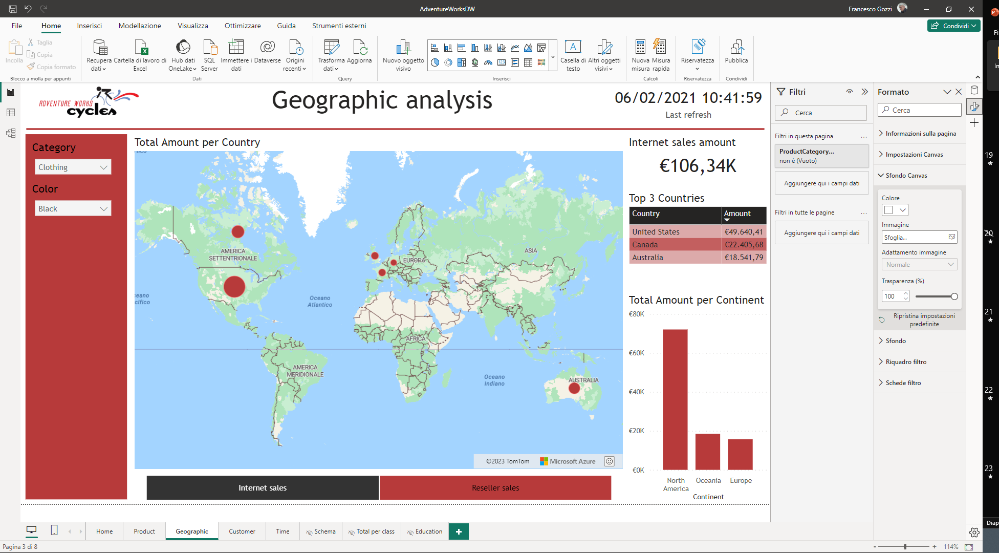 AdventureWorksDW
Francesco Gozzi
File
Home
Inserisci
Modellazione
Visualizza
Ottimizzare
Guida
Strumenti esterni
Condividi
Incolla
Taglia
Copia
Copia formato
Blocco a molla per appunti
Recupera dati
Cartella di lavoro di Excel
Hub dati OneLake
SQL Server
Immettere i dati
Dataverse
Origini recenti
Dati
Trasforma dati
Aggiorna
Query
Nuovo oggetto visivo
Casella di testo
Altri oggetti visivi
Inserisci
Nuova misura
Misura rapida
Calcoli
Riservatezza
Riservatezza
Pubblica
Condividi
ADVENTURE WORKS
cycles
Geographic analysis
06/02/2021 10:41:59
Last refresh
Category
Clothing
Color
Black
Total Amount per Country
AMERICA
SETTENTRIONALE
EUROPA
ASIA
Oceano
Atlantico
eano
cifico
AFRICA
AMERICA
MERIDIONALE
Oceano
Indiano
AUSTRALIA
©2023 TomTom
Microsoft Azure
Internet sales
Reseller sales
Internet sales amount
€106,34K
Top 3 Countries
Country Amount
United States €49.640,41
Canada €22.405,68
Australia €18.541,79
Total Amount per Continent
€80K
€60K
€40K
€20K
€0K
North America
Oceania
Europe
Continent
Filtri
Cerca
Filtri in questa pagina ...
ProductCategory...
non è (Vuoto)
Aggiungere qui i campi dati
Filtri in tutte le pagine ...
Aggiungere qui i campi dati
Formato
Cerca
Informazioni sulla pagina
Impostazioni Canvas
Sfondo Canvas
Colore
Immagine
Sfoglia...
Adattamento immagine
Normale
Trasparenza (%)
100
Ripristina impostazioni
predefinite
Sfondo
Riquadro filtro
Schede filtro
19
20
21
22
23
Diap
Home
Product
Geographic
Customer
Time
Schema
Total per class
Education
+
Pagina 3 di 8
- + 114%